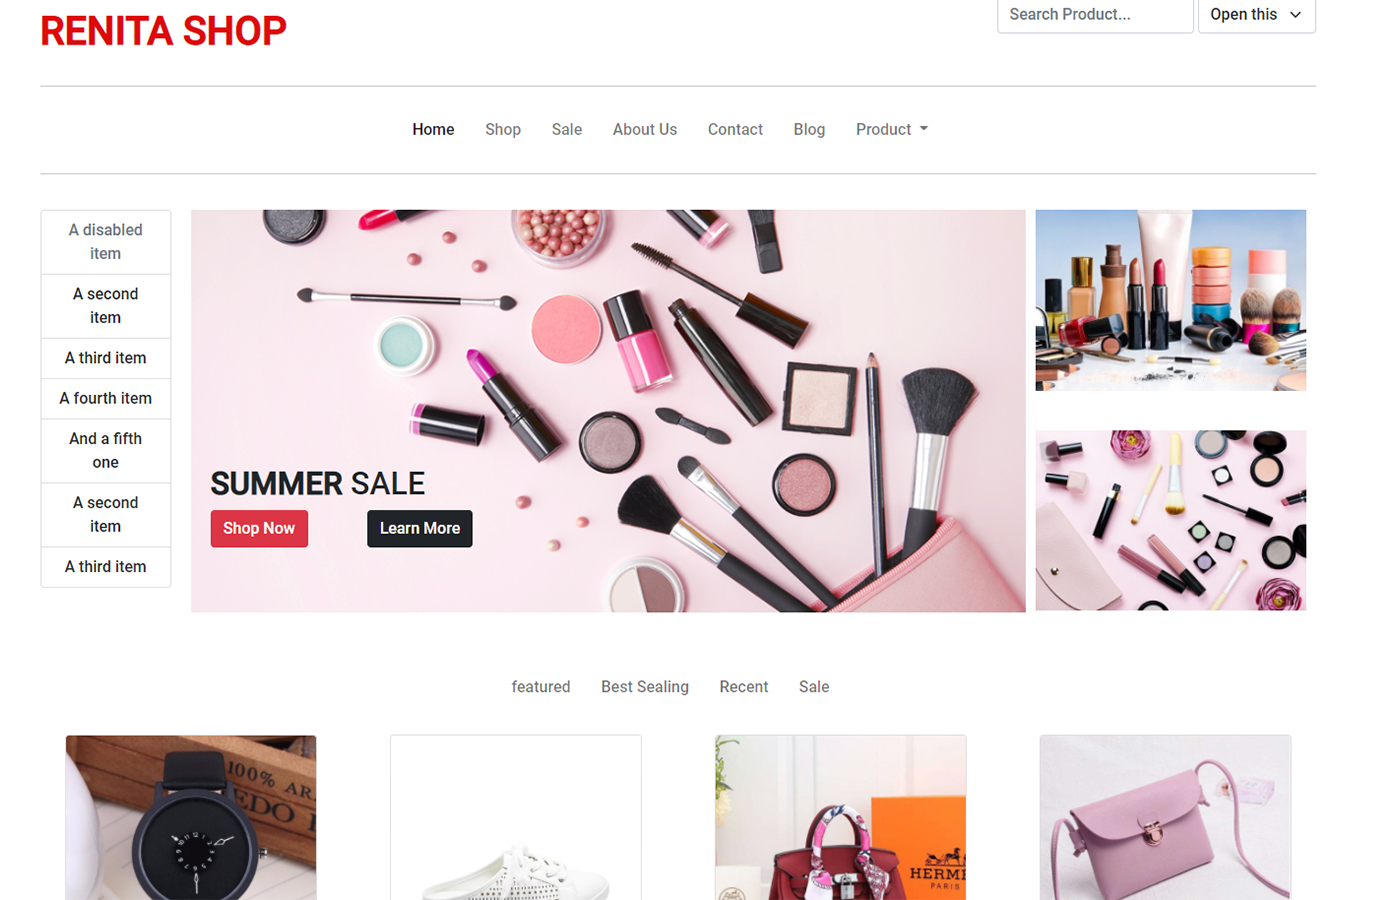 RENITA SHOP
Search Product...
Open this
Home
Shop
Sale
About Us
Contact
Blog
Product
A disabled
item
A second
item
A third item
A fourth item
And a fifth
one
A second
item
A third item
SUMMER SALE
Shop Now
Learn More
featured
Best Sealing
Recent
Sale
100% AR
EDO
HERM
PARIS